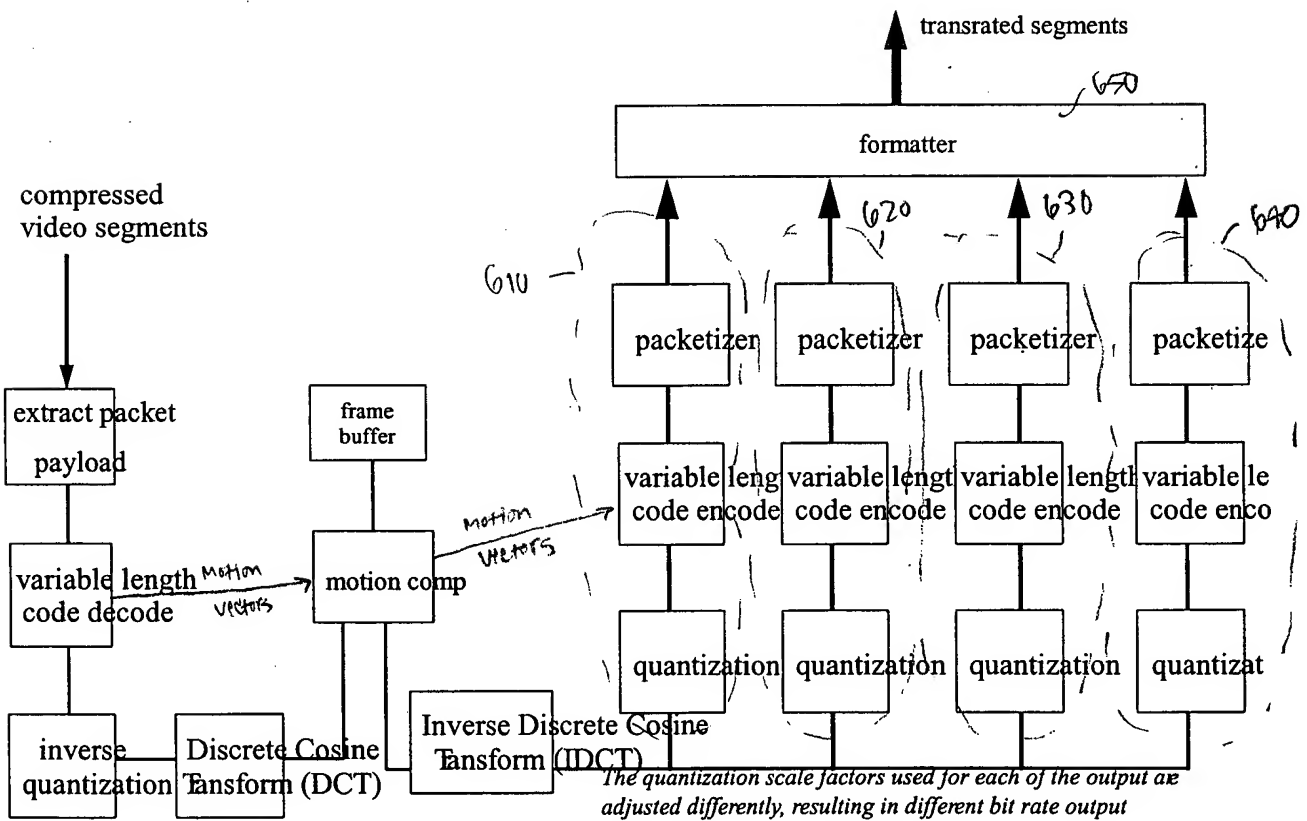 transrated segments
650
formatter
compressed
video segments
610
620
630
640
packetizer
packetizer
packetizer
packetize
extract packet
payload
frame
buffer
variable lengt
code encode
variable lengt
code encode
variable length
code encode
variable le
code enco
Motion
vectors
variable length
code decode
Motion
vectors
motion comp
quantization
quantization
quantization
quantizat
inverse
quantization
Discrete Cosine
Transform (DCT)
Inverse Discrete Cosine
Tansform (IDCT)
The quantization scale factors used for each of the output are
adjusted differently, resulting in different bit rate output